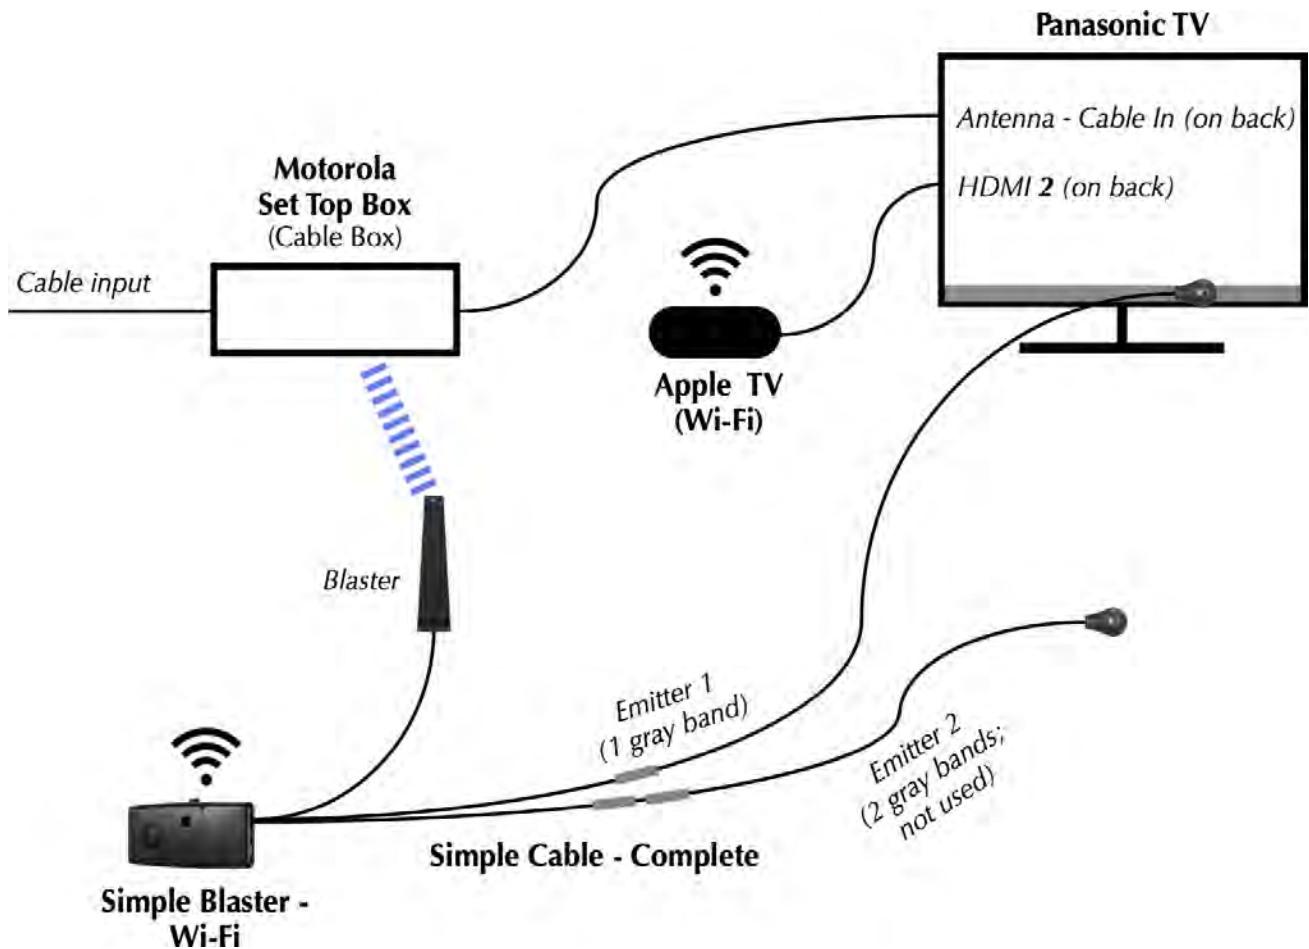 Panasonic TV
Antenna - Cable In (on back)
HDMI 2 (on back)
Motorola
Set Top Box
(Cable Box)
Cable input
Apple TV
(Wi-Fi)
Blaster
Emitter 1
(1 gray band)
Emitter 2
(2 gray bands;
not used)
Simple Cable - Complete
Simple Blaster -
Wi-Fi